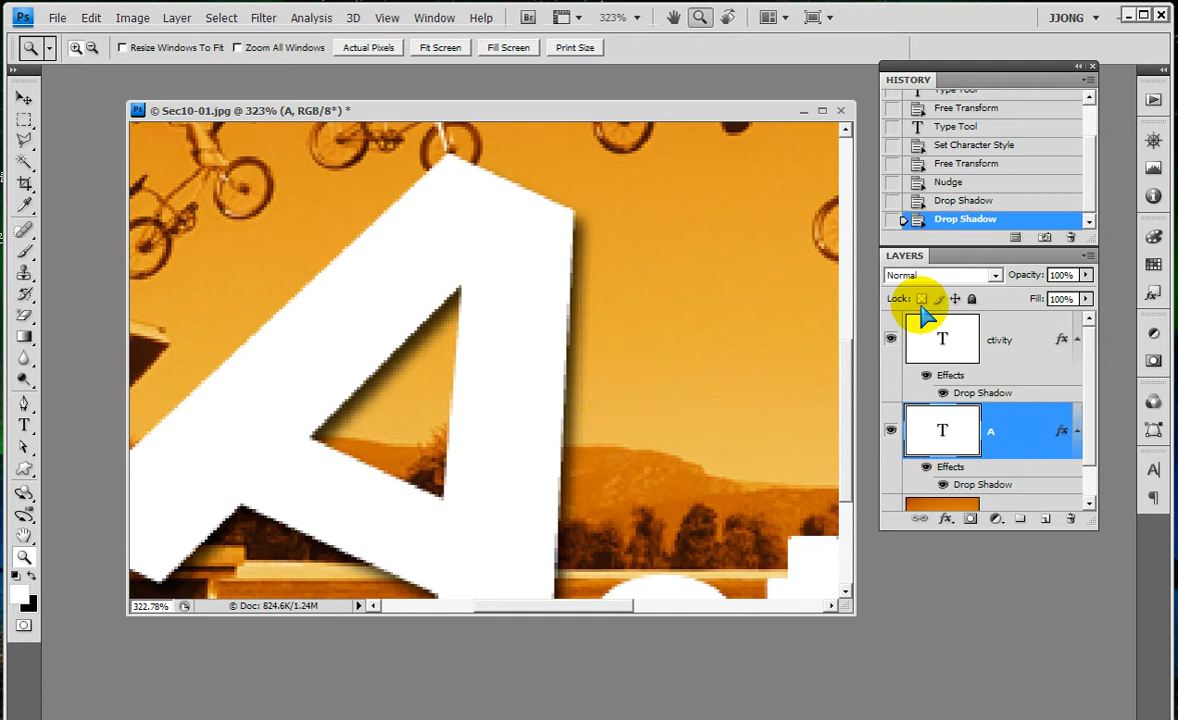 Ps File Edit Image Layer Select Filter Analysis 3D View Window Help Br 323% JJONG
Resize Windows To Fit Zoom All Windows Actual Pixels Fit Screen Fill Screen Print Size
HISTORY
Type Tool
Free Transform
T Type Tool
Set Character Style
Free Transform
Nudge
Drop Shadow
Drop Shadow
Ps © Sec10-01.jpg @ 323% (A, RGB/8*) *
A
LAYERS
Normal Opacity: 100%
Lock: Fill: 100%
T ctivity fx
Effects
Drop Shadow
T A fx
Effects
Drop Shadow
fx
322.78% © Doc: 824.6K/1.24M
T
A